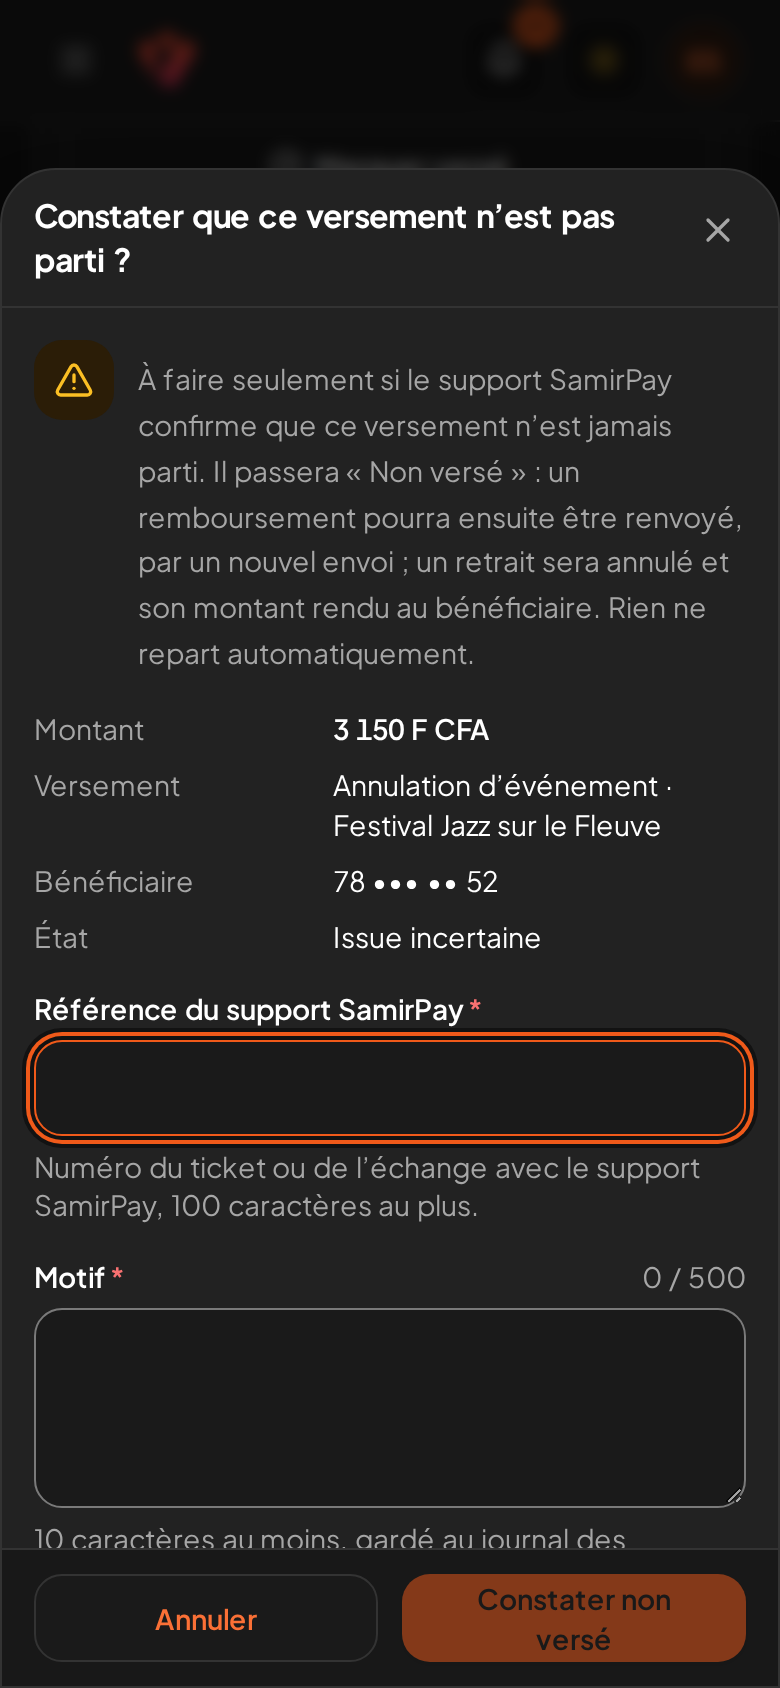 Constater que ce versement n’est pas
parti ?
À faire seulement si le support SamirPay
confirme que ce versement n’est jamais
parti. Il passera « Non versé » : un
remboursement pourra ensuite être renvoyé,
par un nouvel envoi ; un retrait sera annulé et
son montant rendu au bénéficiaire. Rien ne
repart automatiquement.
Montant 3 150 F CFA
Versement Annulation d’événement ·
Festival Jazz sur le Fleuve
Bénéficiaire 78 ••• •• 52
État Issue incertaine
Référence du support SamirPay *
Numéro du ticket ou de l’échange avec le support
SamirPay, 100 caractères au plus.
Motif * 0 / 500
10 caractères au moins, gardé au journal des
Annuler
Constater non
versé